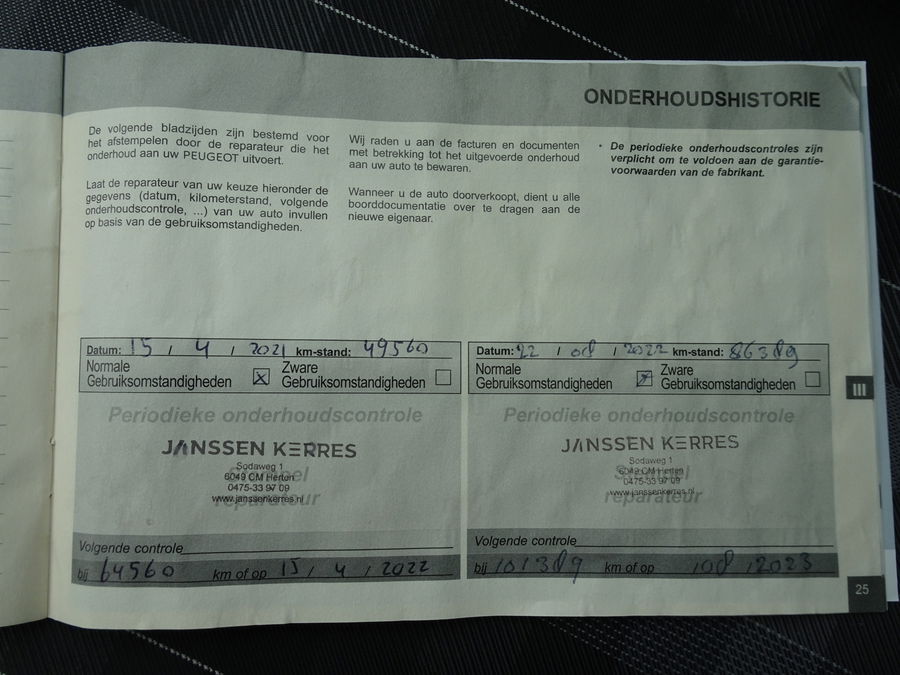 ONDERHOUDSHISTORIE
De volgende bladzijden zijn bestemd voor
het afstempelen door de reparateur die het
onderhoud aan uw PEUGEOT uitvoert.
Laat de reparateur van uw keuze hieronder de
gegevens (datum, kilometerstand, volgende
onderhoudscontrole, ...) van uw auto invullen
op basis van de gebruiksomstandigheden.
Wij raden u aan de facturen en documenten
met betrekking tot het uitgevoerde onderhoud
aan uw auto te bewaren.
Wanneer u de auto doorverkoopt, dient u alle
boorddocumentatie over te dragen aan de
nieuwe eigenaar.
• De periodieke onderhoudscontroles zijn
verplicht om te voldoen aan de garantie-
voorwaarden van de fabrikant.
Datum: 15 / 4 / 2021 km-stand: 49560
Normale Zware
Gebruiksomstandigheden Gebruiksomstandigheden
Periodieke onderhoudscontrole
JANSSEN KERRES
Stempel
Sodaweg 1
6049 CM Herten
0475-33 97 09
www.janssenkerres.nl
reparateur
Volgende controle
bij 64560 km of op 15 / 4 / 2022
Datum: 22 / 08 / 2022 km-stand: 86389
Normale Zware
Gebruiksomstandigheden Gebruiksomstandigheden
Periodieke onderhoudscontrole
JANSSEN KERRES
Stempel
Sodaweg 1
6049 CM Herten
0475-33 97 09
www.janssenkerres.nl
reparateur
Volgende controle
bij 101389 km of op / 08 / 2023
III
25